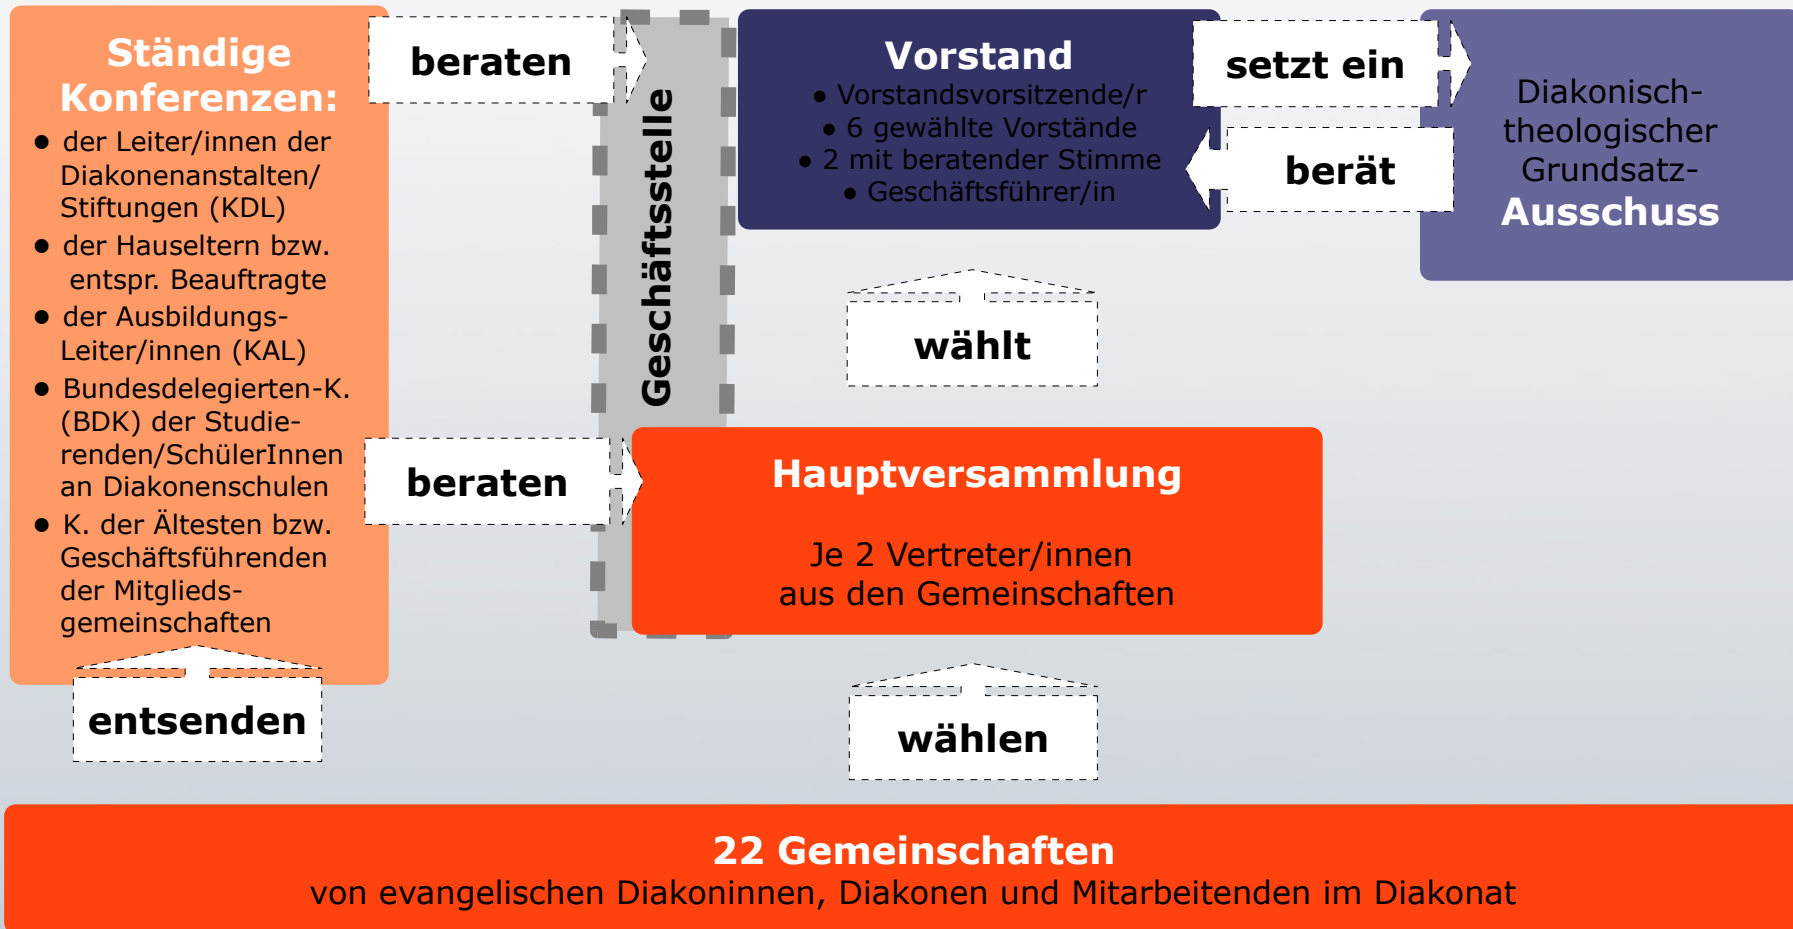 Ständige
Konferenzen:
● der Leiter/innen der
Diakonenanstalten/
Stiftungen (KDL)
● der Hauseltern bzw.
entspr. Beauftragte
● der Ausbildungs-
Leiter/innen (KAL)
● Bundesdelegierten-K.
(BDK) der Studie-
renden/SchülerInnen
an Diakonenschulen
● K. der Ältesten bzw.
Geschäftsführenden
der Mitglieds-
gemeinschaften
beraten
beraten
entsenden
Geschäftsstelle
Vorstand
● Vorstandsvorsitzende/r
● 6 gewählte Vorstände
● 2 mit beratender Stimme
● Geschäftsführer/in
setzt ein
berät
Diakonisch-
theologischer
Grundsatz-
Ausschuss
wählt
Hauptversammlung
Je 2 Vertreter/innen
aus den Gemeinschaften
wählen
22 Gemeinschaften
von evangelischen Diakoninnen, Diakonen und Mitarbeitenden im Diakonat